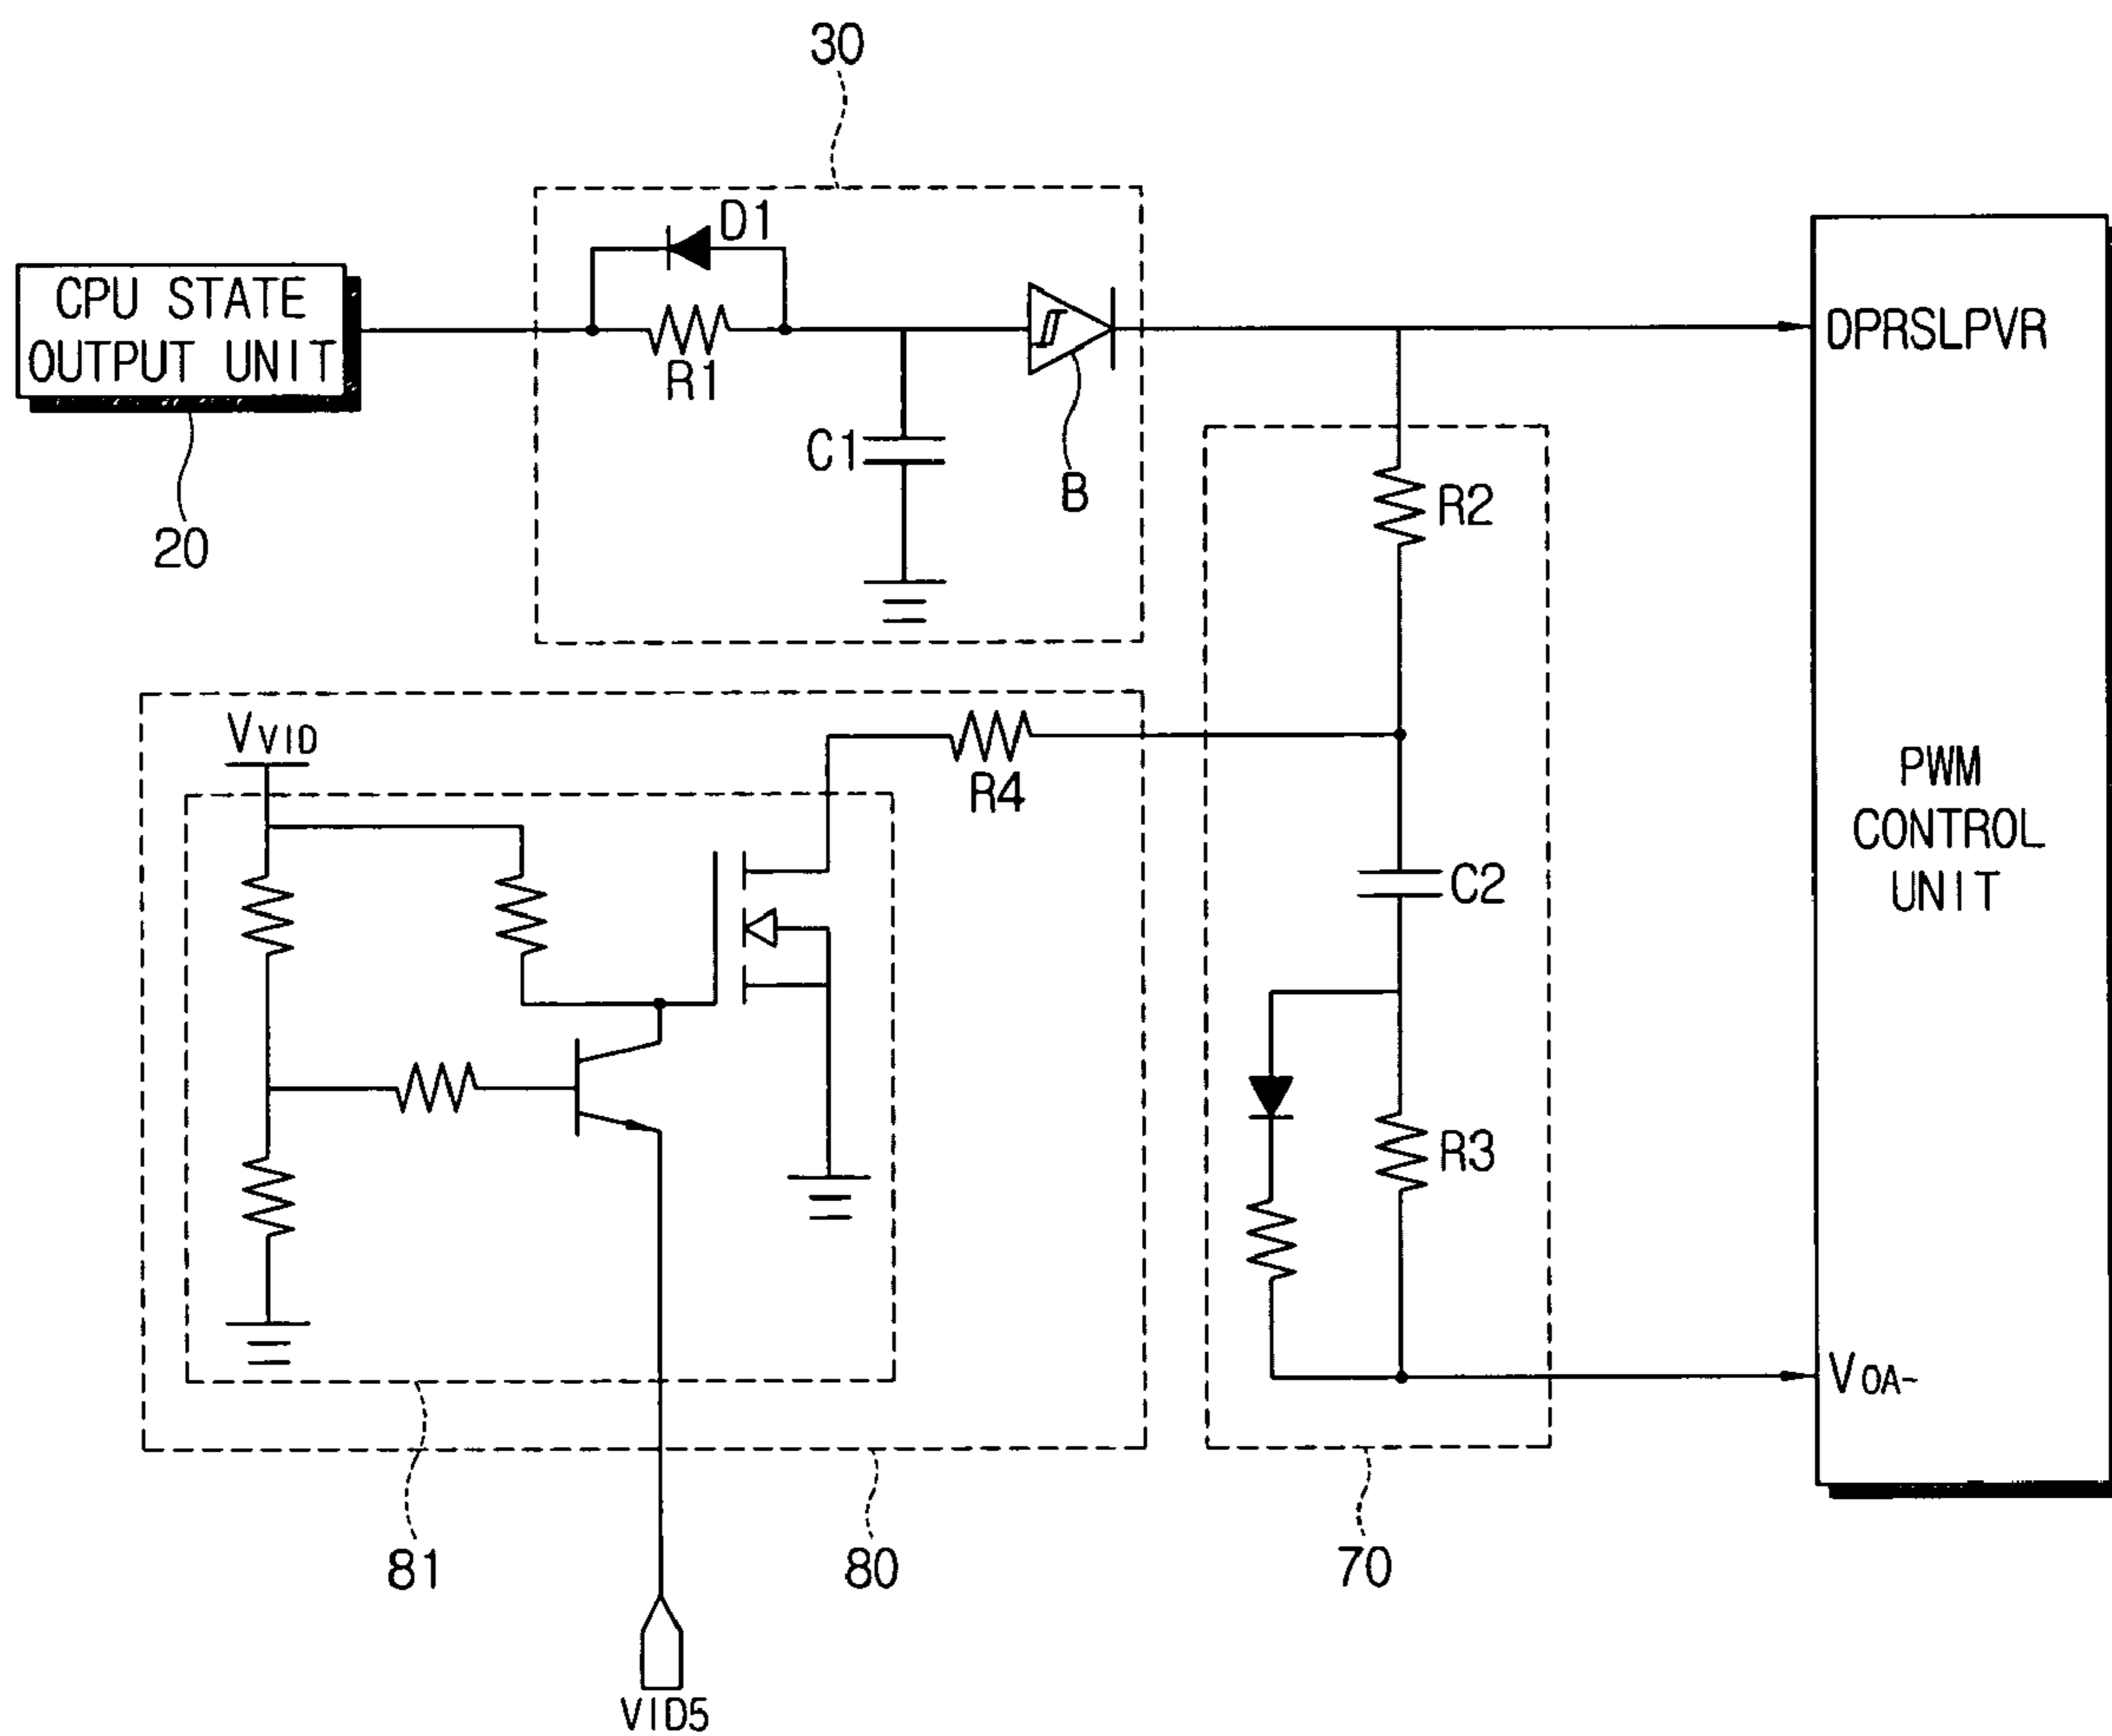 30
D1
CPU STATE
OUTPUT UNIT
R1
DPRSLPVR
C1
B
R2
20
VVID
R4
PWM
CONTROL
UNIT
C2
R3
VOA-
81
80
70
VID5